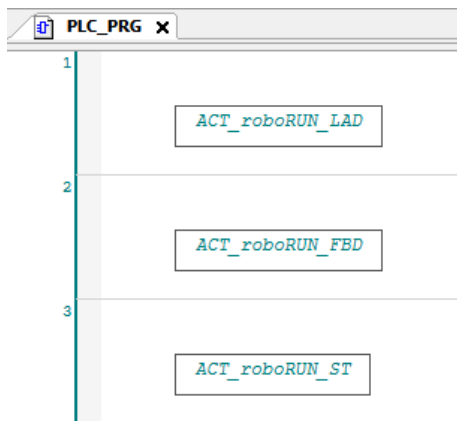 PLC_PRG
1
ACT_roboRUN_LAD
2
ACT_roboRUN_FBD
3
ACT_roboRUN_ST